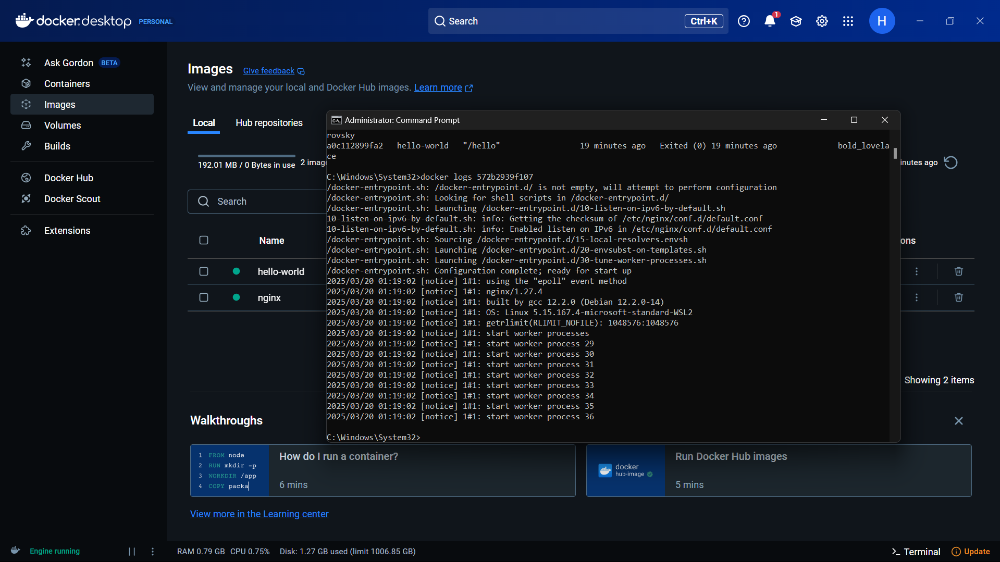 docker.desktop PERSONAL
Search
Ctrl+K
1
H
Ask Gordon BETA
Containers
Images
Volumes
Builds
Docker Hub
Docker Scout
Extensions
Images Give feedback
View and manage your local and Docker Hub images. Learn more
Local Hub repositories
192.01 MB / 0 Bytes in use 2 imag
inutes ago
Search
Name
ons
hello-world
nginx
Showing 2 items
Administrator: Command Prompt
rovsky
a0c112899fa2 hello-world "/hello" 19 minutes ago Exited (0) 19 minutes ago bold_lovela
ce
C:\Windows\System32>docker logs 572b2939f107
/docker-entrypoint.sh: /docker-entrypoint.d/ is not empty, will attempt to perform configuration
/docker-entrypoint.sh: Looking for shell scripts in /docker-entrypoint.d/
/docker-entrypoint.sh: Launching /docker-entrypoint.d/10-listen-on-ipv6-by-default.sh
10-listen-on-ipv6-by-default.sh: info: Getting the checksum of /etc/nginx/conf.d/default.conf
10-listen-on-ipv6-by-default.sh: info: Enabled listen on IPv6 in /etc/nginx/conf.d/default.conf
/docker-entrypoint.sh: Sourcing /docker-entrypoint.d/15-local-resolvers.envsh
/docker-entrypoint.sh: Launching /docker-entrypoint.d/20-envsubst-on-templates.sh
/docker-entrypoint.sh: Launching /docker-entrypoint.d/30-tune-worker-processes.sh
/docker-entrypoint.sh: Configuration complete; ready for start up
2025/03/20 01:19:02 [notice] 1#1: using the "epoll" event method
2025/03/20 01:19:02 [notice] 1#1: nginx/1.27.4
2025/03/20 01:19:02 [notice] 1#1: built by gcc 12.2.0 (Debian 12.2.0-14)
2025/03/20 01:19:02 [notice] 1#1: OS: Linux 5.15.167.4-microsoft-standard-WSL2
2025/03/20 01:19:02 [notice] 1#1: getrlimit(RLIMIT_NOFILE): 1048576:1048576
2025/03/20 01:19:02 [notice] 1#1: start worker processes
2025/03/20 01:19:02 [notice] 1#1: start worker process 29
2025/03/20 01:19:02 [notice] 1#1: start worker process 30
2025/03/20 01:19:02 [notice] 1#1: start worker process 31
2025/03/20 01:19:02 [notice] 1#1: start worker process 32
2025/03/20 01:19:02 [notice] 1#1: start worker process 33
2025/03/20 01:19:02 [notice] 1#1: start worker process 34
2025/03/20 01:19:02 [notice] 1#1: start worker process 35
2025/03/20 01:19:02 [notice] 1#1: start worker process 36
C:\Windows\System32>
Walkthroughs
1 FROM node
2 RUN mkdir -p
3 WORKDIR /app
4 COPY packa
How do I run a container?
6 mins
docker
hub-image
Run Docker Hub images
5 mins
View more in the Learning center
Engine running
RAM 0.79 GB CPU 0.75% Disk: 1.27 GB used (limit 1006.85 GB)
Terminal
Update